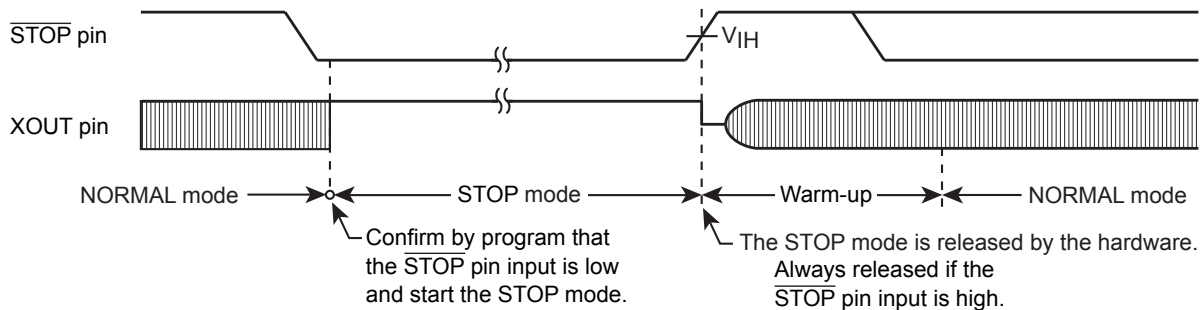 STOP pin
VIH
XOUT pin
NORMAL mode
STOP mode
Warm-up
NORMAL mode
Confirm by program that
the STOP pin input is low
and start the STOP mode.
The STOP mode is released by the hardware.
Always released if the
STOP pin input is high.